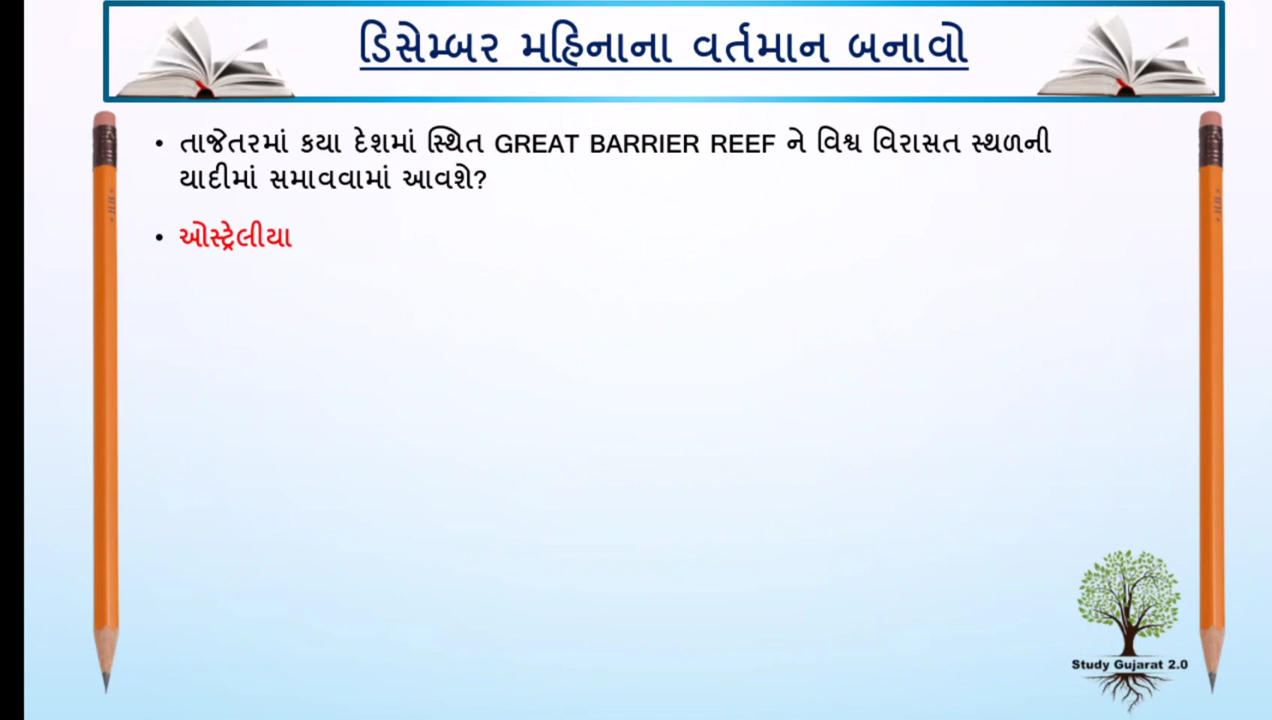 ડિસેમ્બર મહિનાના વર્તમાન બનાવો
• તાજેતરમાં કયા દેશમાં સ્થિત GREAT BARRIER REEF ને વિશ્વ વિરાસત સ્થળની
યાદીમાં સમાવવામાં આવશે?
• ઓસ્ટ્રેલીયા
Study Gujarat 2.0